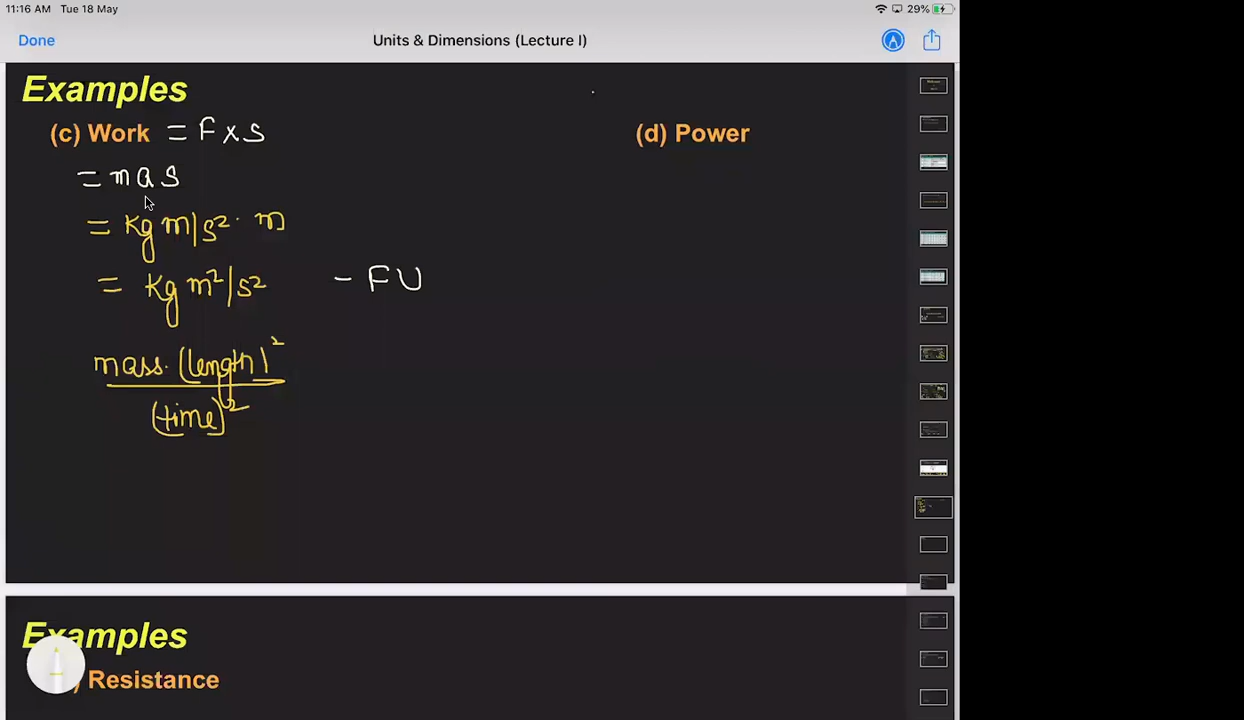 11:16 AM Tue 18 May
29%
Done
Units & Dimensions (Lecture I)
Examples
(c) Work = F x S
= m a s
= kg m/s² · m
= kg m²/s² - FU
mass. (length)²
(time)²
(d) Power
Examples
Resistance